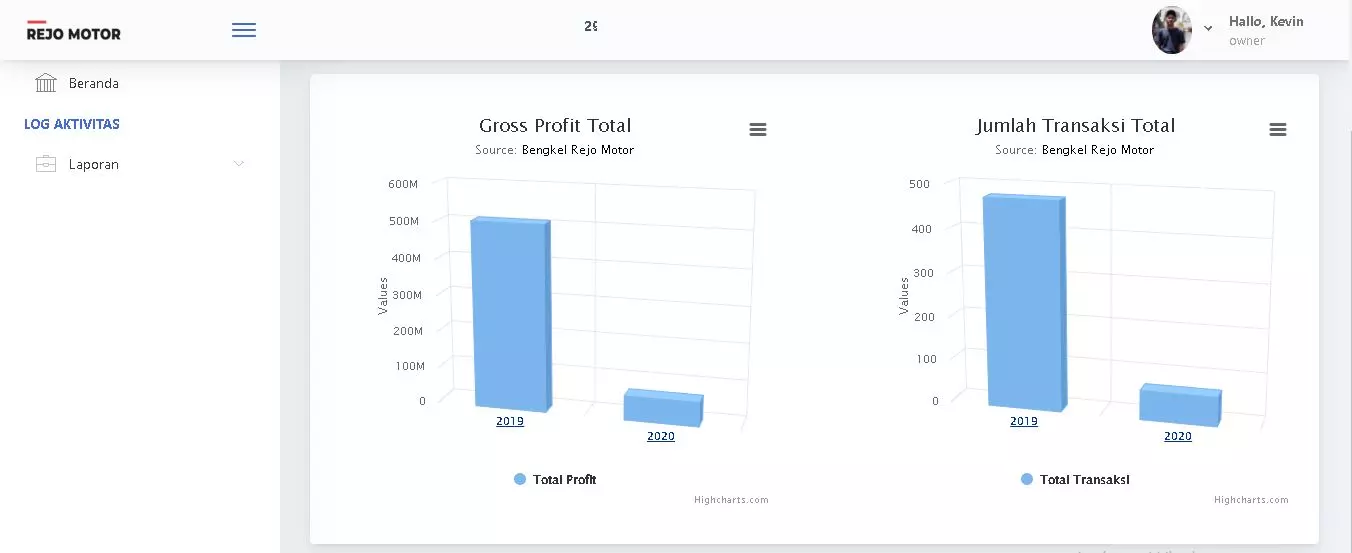 REJO MOTOR
29
Hallo, Kevin
owner
Beranda
LOG AKTIVITAS
Laporan
Gross Profit Total
Source: Bengkel Rejo Motor
600M
500M
400M
300M
200M
100M
0
Values
2019
2020
Total Profit
Highcharts.com
Jumlah Transaksi Total
Source: Bengkel Rejo Motor
500
400
300
200
100
0
Values
2019
2020
Total Transaksi
Highcharts.com